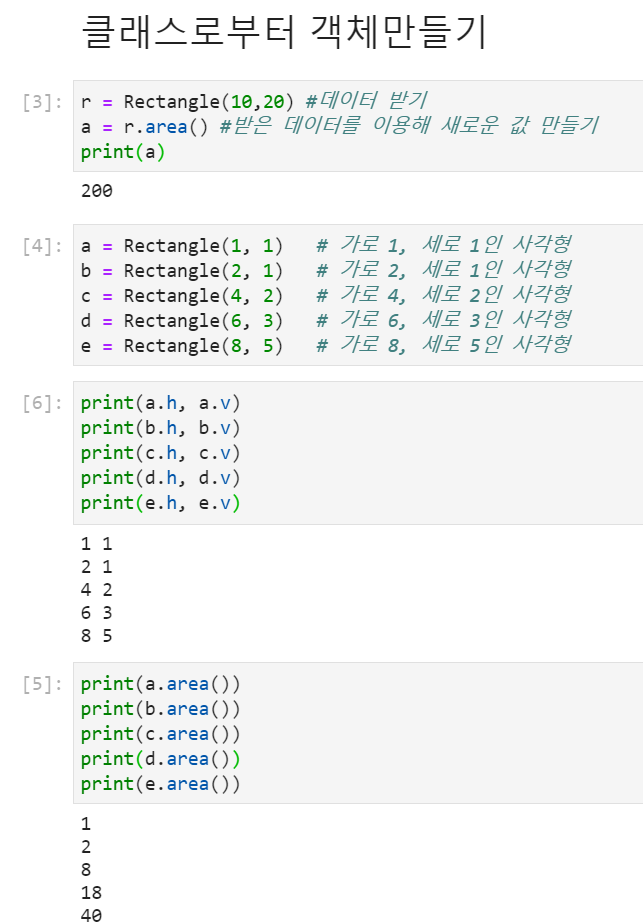 클래스로부터 객체만들기
[3]: r = Rectangle(10,20) #데이터 받기
a = r.area() #받은 데이터를 이용해 새로운 값 만들기
print(a)
200
[4]: a = Rectangle(1, 1)   # 가로 1, 세로 1인 사각형
b = Rectangle(2, 1)   # 가로 2, 세로 1인 사각형
c = Rectangle(4, 2)   # 가로 4, 세로 2인 사각형
d = Rectangle(6, 3)   # 가로 6, 세로 3인 사각형
e = Rectangle(8, 5)   # 가로 8, 세로 5인 사각형
[6]: print(a.h, a.v)
print(b.h, b.v)
print(c.h, c.v)
print(d.h, d.v)
print(e.h, e.v)
1 1
2 1
4 2
6 3
8 5
[5]: print(a.area())
print(b.area())
print(c.area())
print(d.area())
print(e.area())
1
2
8
18
40